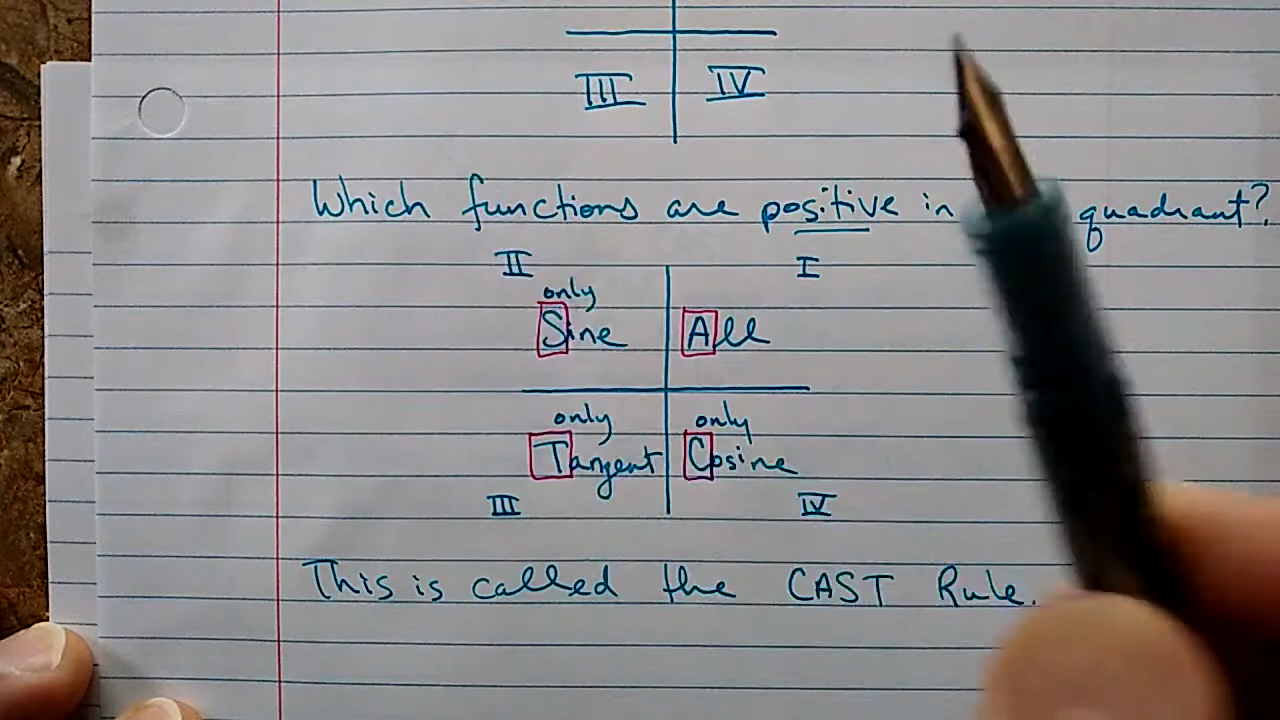 III IV
Which functions are positive in quadrant?
II I
only
Sine All
only only
Tangent Cosine
III IV
This is called the CAST Rule.